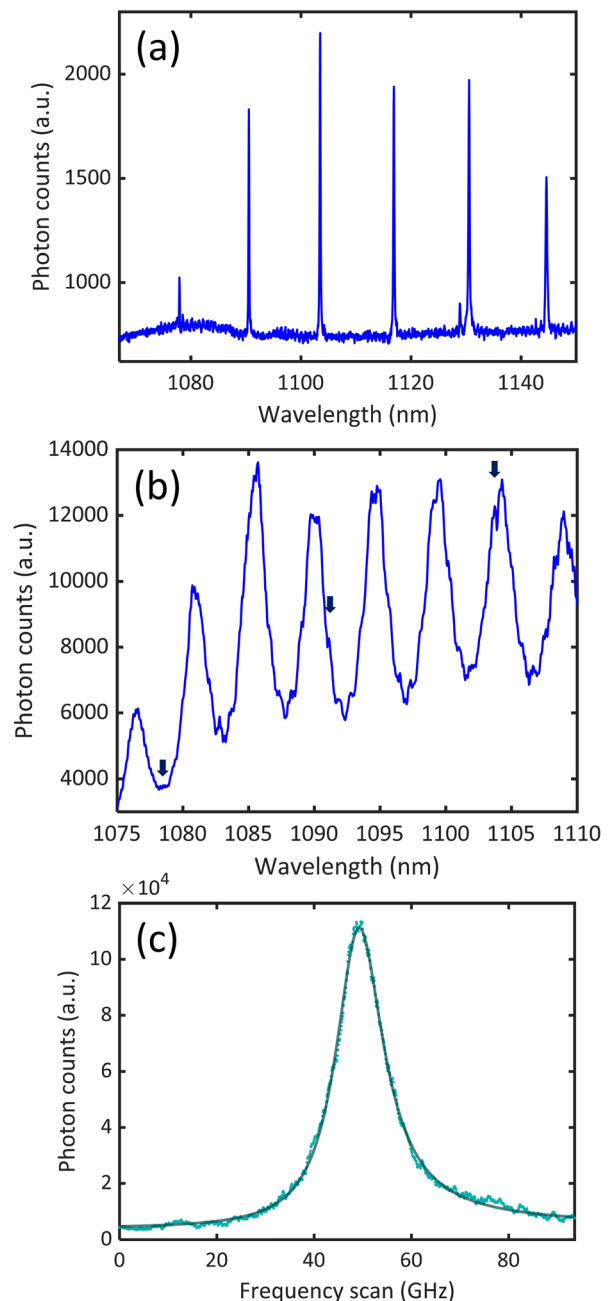 (a)
2000
1500
1000
Photon counts (a.u.)
1080 1100 1120 1140
Wavelength (nm)
(b)
14000
12000
10000
8000
6000
4000
Photon counts (a.u.)
1075 1080 1085 1090 1095 1100 1105 1110
Wavelength (nm)
×10⁴
(c)
12
10
8
6
4
2
0
Photon counts (a.u.)
0 20 40 60 80
Frequency scan (GHz)